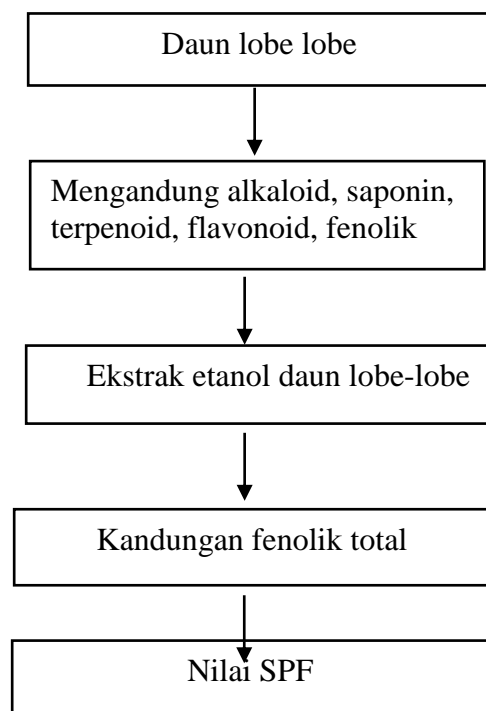 Daun lobe lobe
Mengandung alkaloid, saponin,
terpenoid, flavonoid, fenolik
Ekstrak etanol daun lobe-lobe
Kandungan fenolik total
Nilai SPF